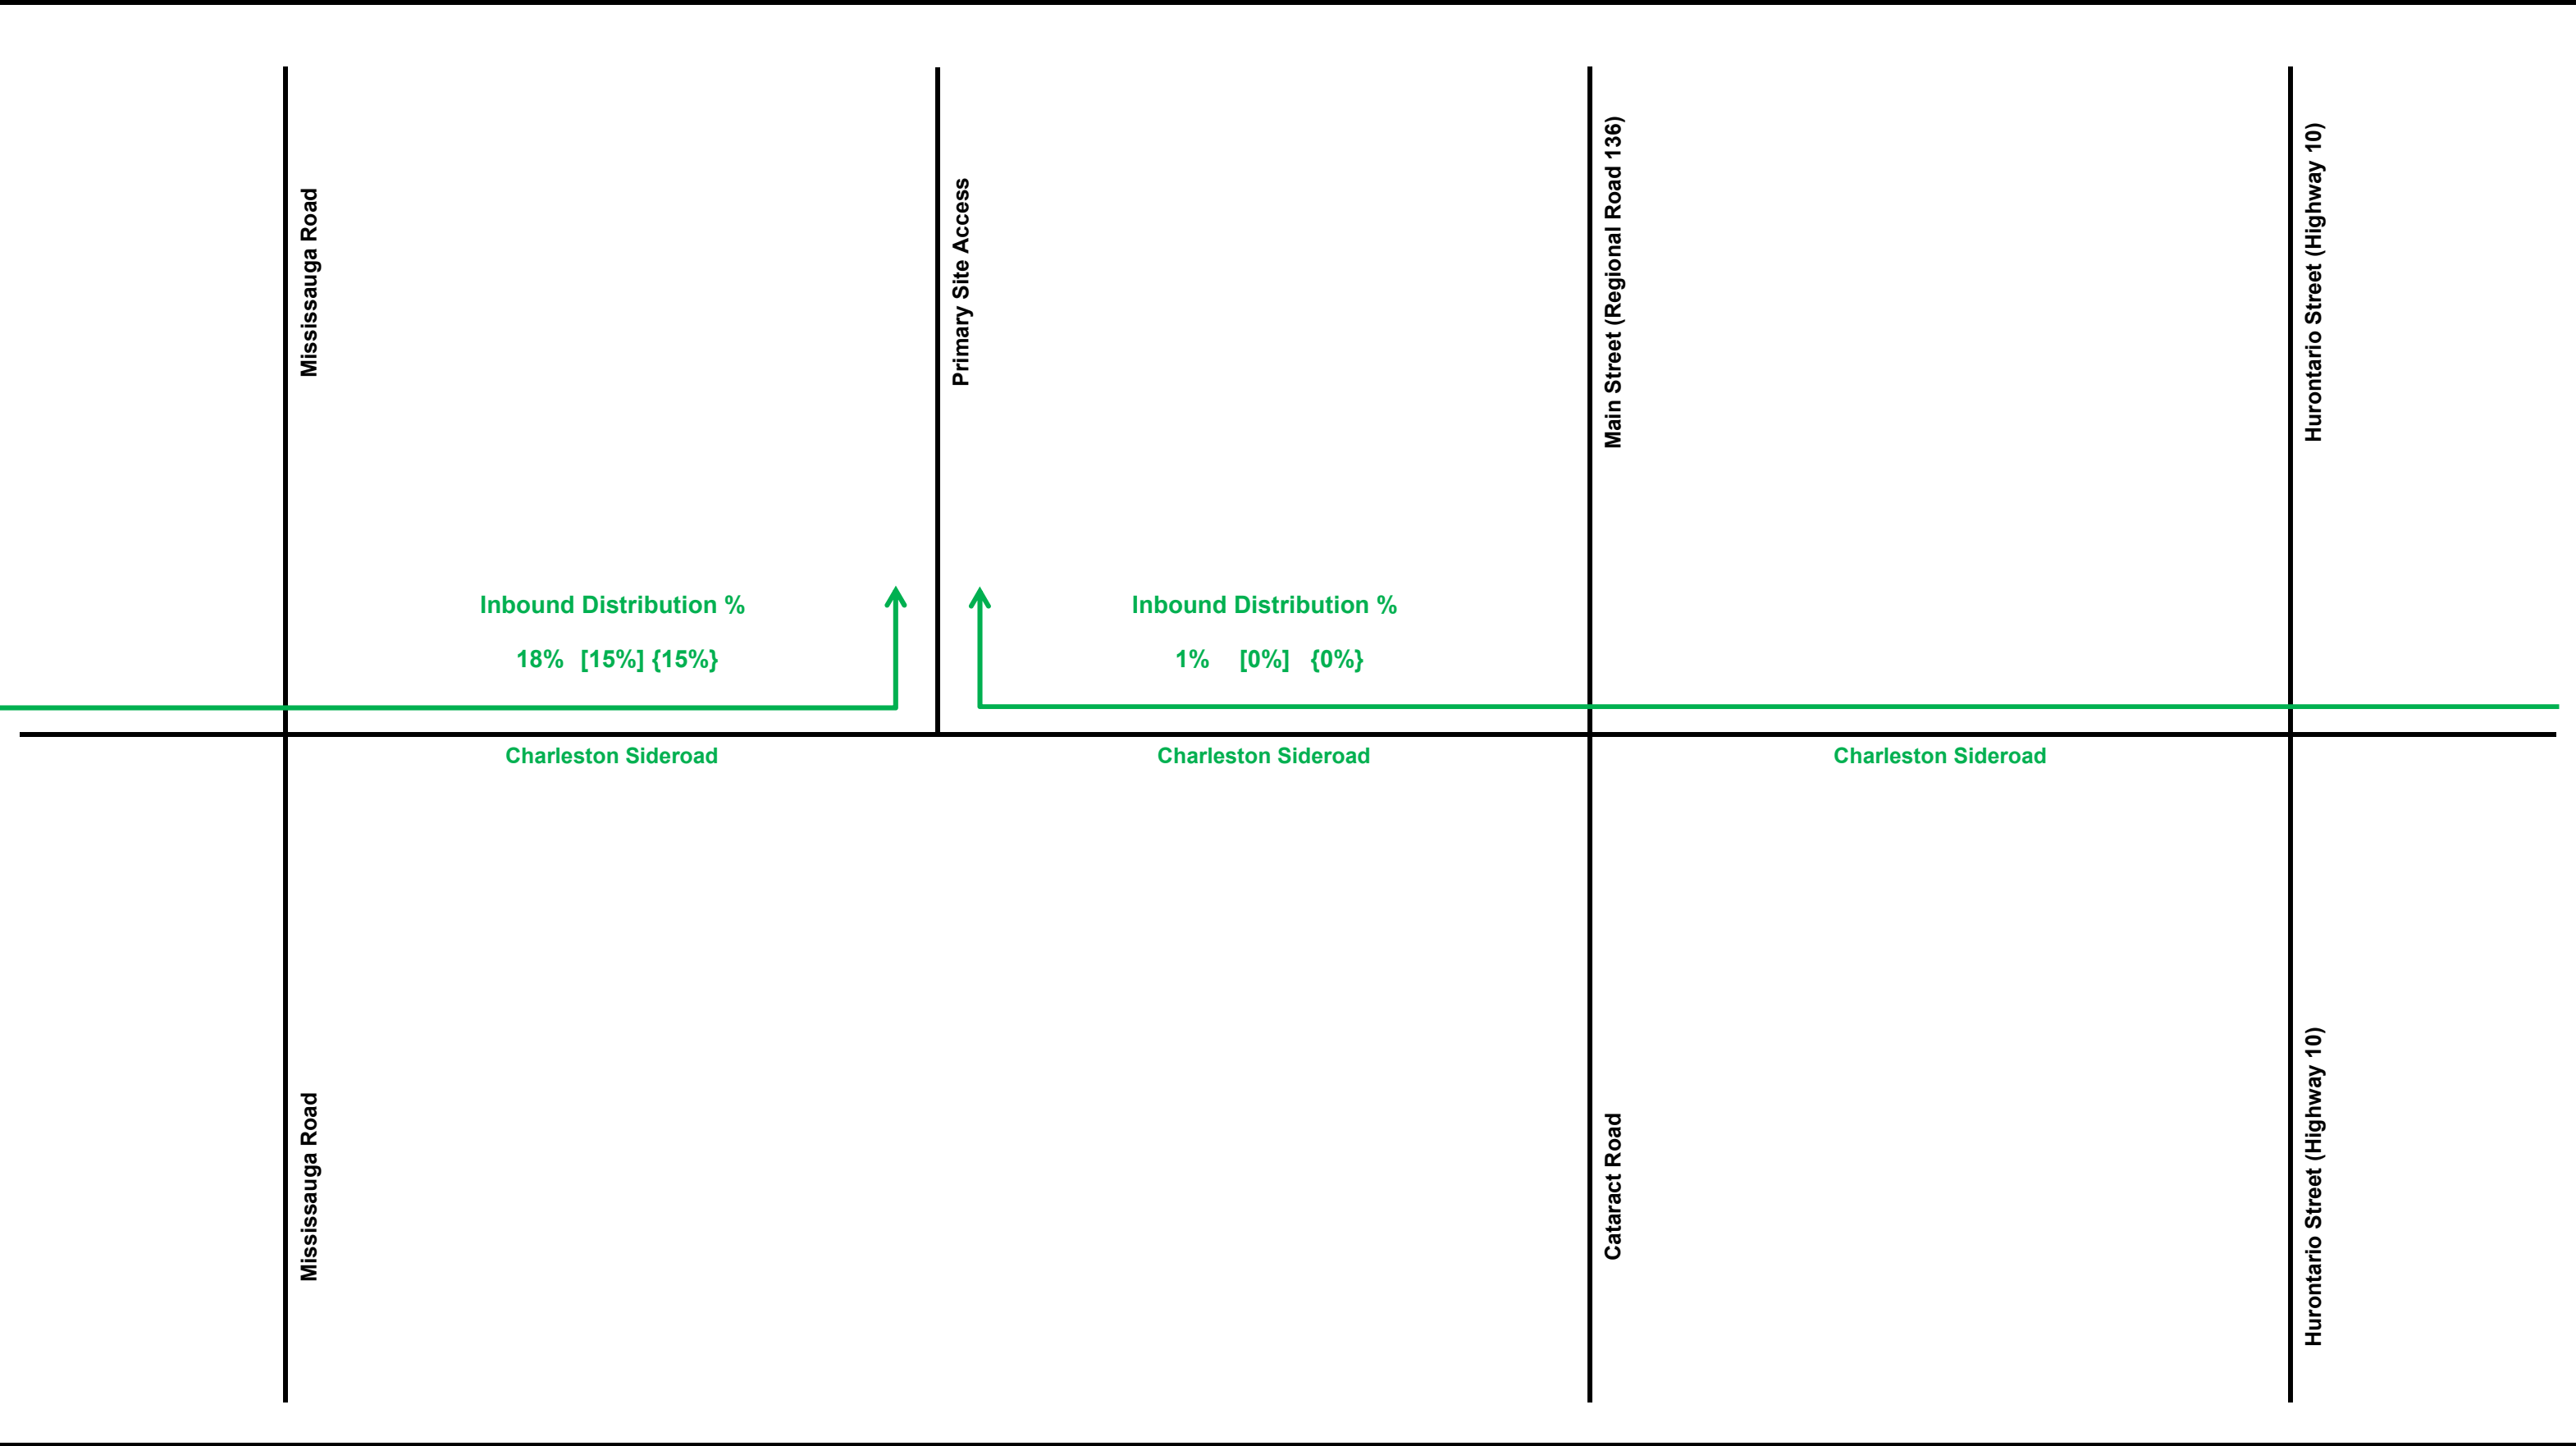 Mississauga Road
Primary Site Access
Main Street (Regional Road 136)
Hurontario Street (Highway 10)
Inbound Distribution %
18% [15%] {15%}
Inbound Distribution %
1% [0%] {0%}
Charleston Sideroad
Charleston Sideroad
Charleston Sideroad
Mississauga Road
Cataract Road
Hurontario Street (Highway 10)